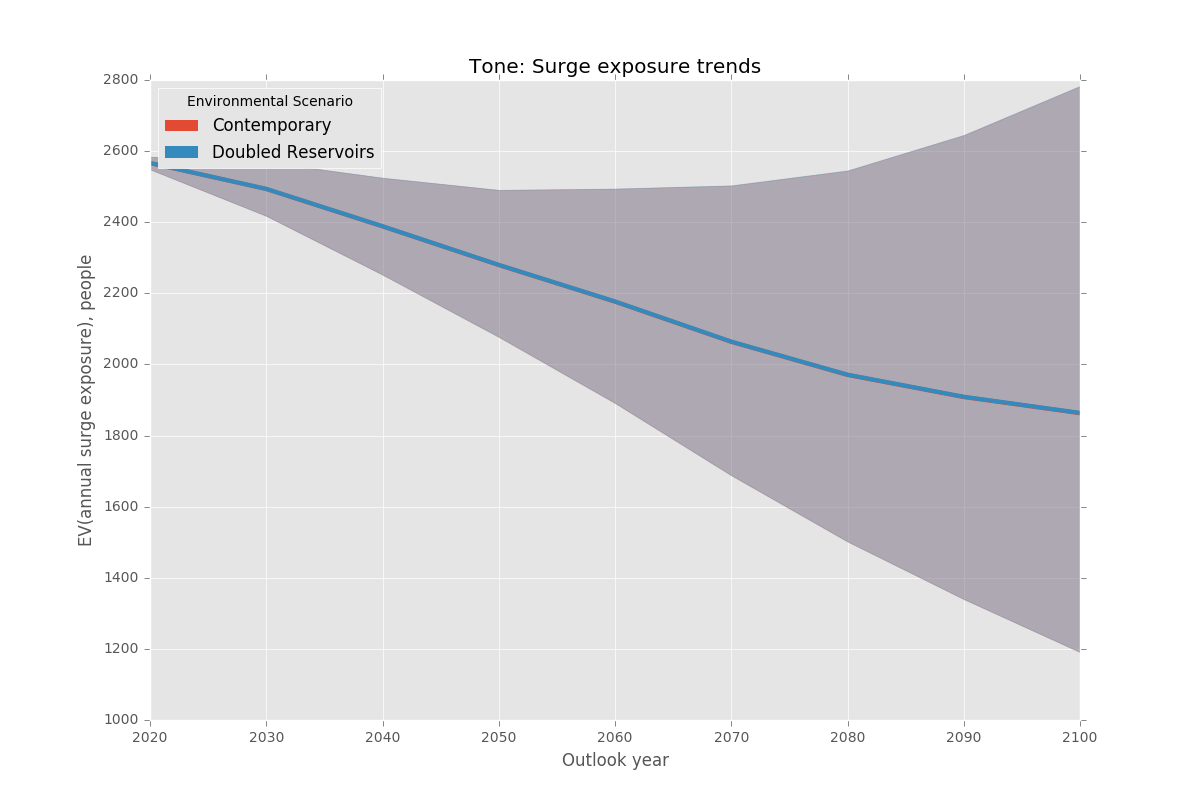 Tone: Surge exposure trends
2800
2600
2400
2200
2000
1800
1600
1400
1200
1000
EV(annual surge exposure), people
Environmental Scenario
Contemporary
Doubled Reservoirs
2020 2030 2040 2050 2060 2070 2080 2090 2100
Outlook year